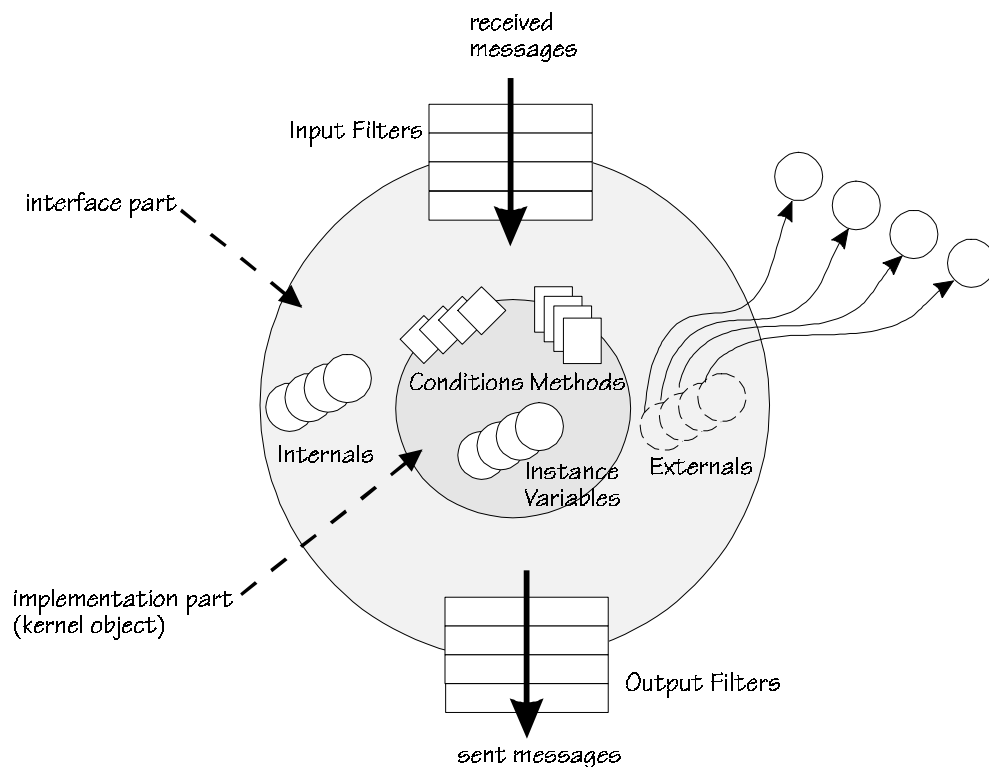 received
messages
Input Filters
interface part
Conditions Methods
Internals
Instance
Variables
Externals
implementation part
(kernel object)
Output Filters
sent messages